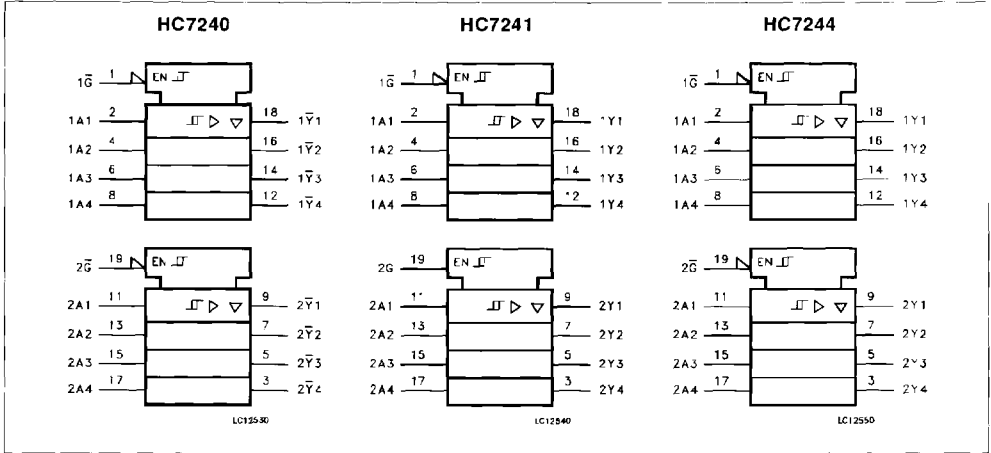 HC7240 HC7241 HC7244
1G̅ 1 EN 1G̅ 1 EN 1G̅ 1 EN
1A1 2 18 1Y̅1 1A1 2 18 1Y1 1A1 2 18 1Y1
1A2 4 16 1Y̅2 1A2 4 16 1Y2 1A2 4 16 1Y2
1A3 6 14 1Y̅3 1A3 6 14 1Y3 1A3 6 14 1Y3
1A4 8 12 1Y̅4 1A4 8 12 1Y4 1A4 8 12 1Y4
2G̅ 19 EN 2G 19 EN 2G̅ 19 EN
2A1 11 9 2Y̅1 2A1 11 9 2Y1 2A1 11 9 2Y1
2A2 13 7 2Y̅2 2A2 13 7 2Y2 2A2 13 7 2Y2
2A3 15 5 2Y̅3 2A3 15 5 2Y3 2A3 15 5 2Y3
2A4 17 3 2Y̅4 2A4 17 3 2Y4 2A4 17 3 2Y4
LC12530 LC12540 LC12550